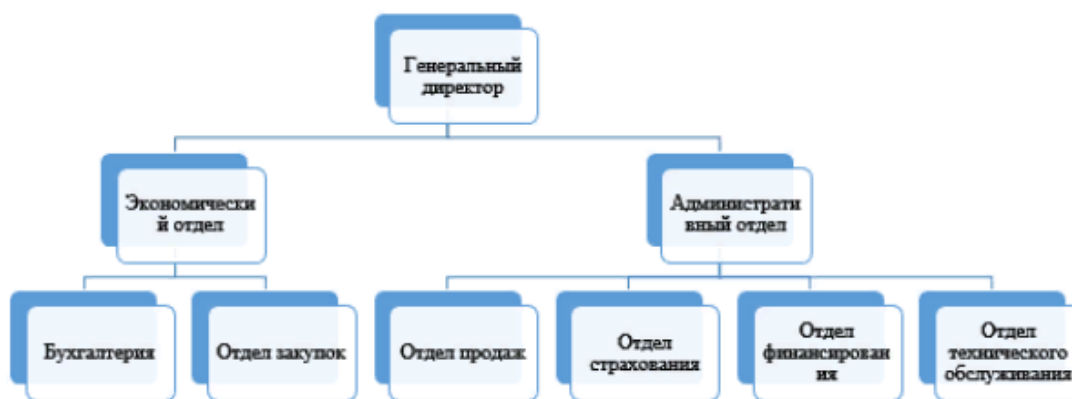 Генеральный
директор
Экономически
й отдел
Администрати
вный отдел
Бухгалтерия
Отдел закупок
Отдел продаж
Отдел
страхования
Отдел
финансирован
ия
Отдел
технического
обслуживания